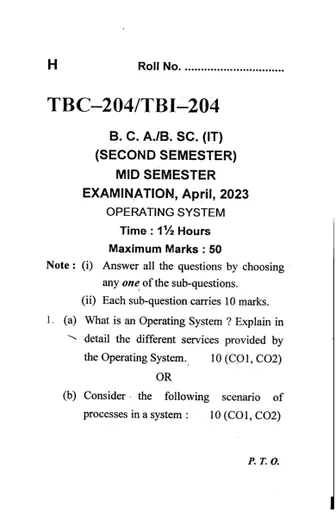 H Roll No. ...............................
TBC–204/TBI–204
B. C. A./B. SC. (IT)
(SECOND SEMESTER)
MID SEMESTER
EXAMINATION, April, 2023
OPERATING SYSTEM
Time : 1½ Hours
Maximum Marks : 50
Note : (i) Answer all the questions by choosing
any one of the sub-questions.
(ii) Each sub-question carries 10 marks.
1. (a) What is an Operating System ? Explain in
detail the different services provided by
the Operating System. 10 (CO1, CO2)
OR
(b) Consider the following scenario of
processes in a system : 10 (CO1, CO2)
P. T. O.